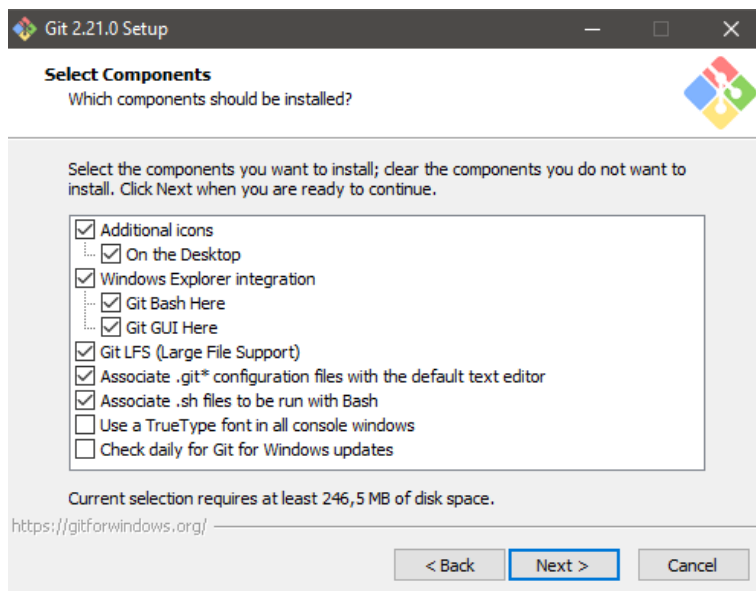 Git 2.21.0 Setup
Select Components
Which components should be installed?
Select the components you want to install; clear the components you do not want to
install. Click Next when you are ready to continue.
Additional icons
On the Desktop
Windows Explorer integration
Git Bash Here
Git GUI Here
Git LFS (Large File Support)
Associate .git* configuration files with the default text editor
Associate .sh files to be run with Bash
Use a TrueType font in all console windows
Check daily for Git for Windows updates
Current selection requires at least 246,5 MB of disk space.
https://gitforwindows.org/
< Back Next > Cancel